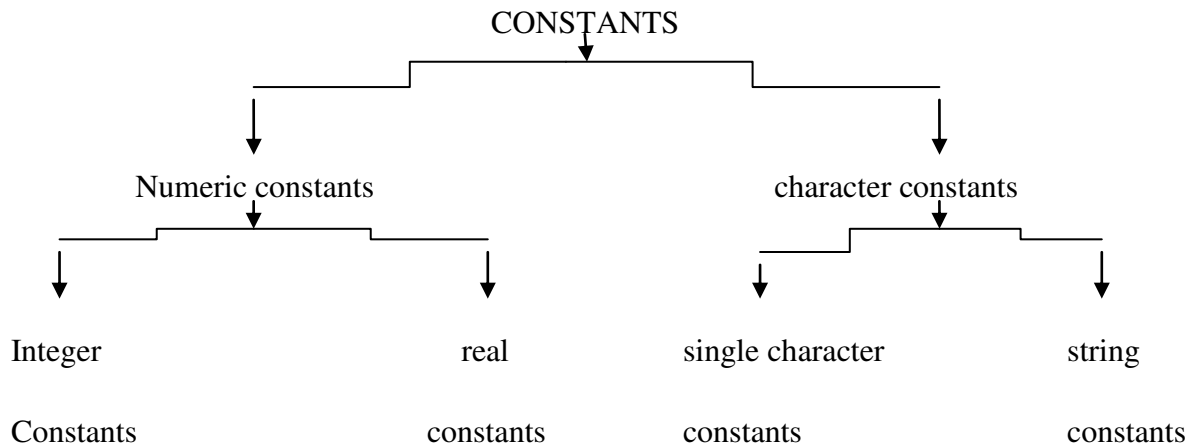 CONSTANTS
Numeric constants character constants
Integer real single character string
Constants constants constants constants